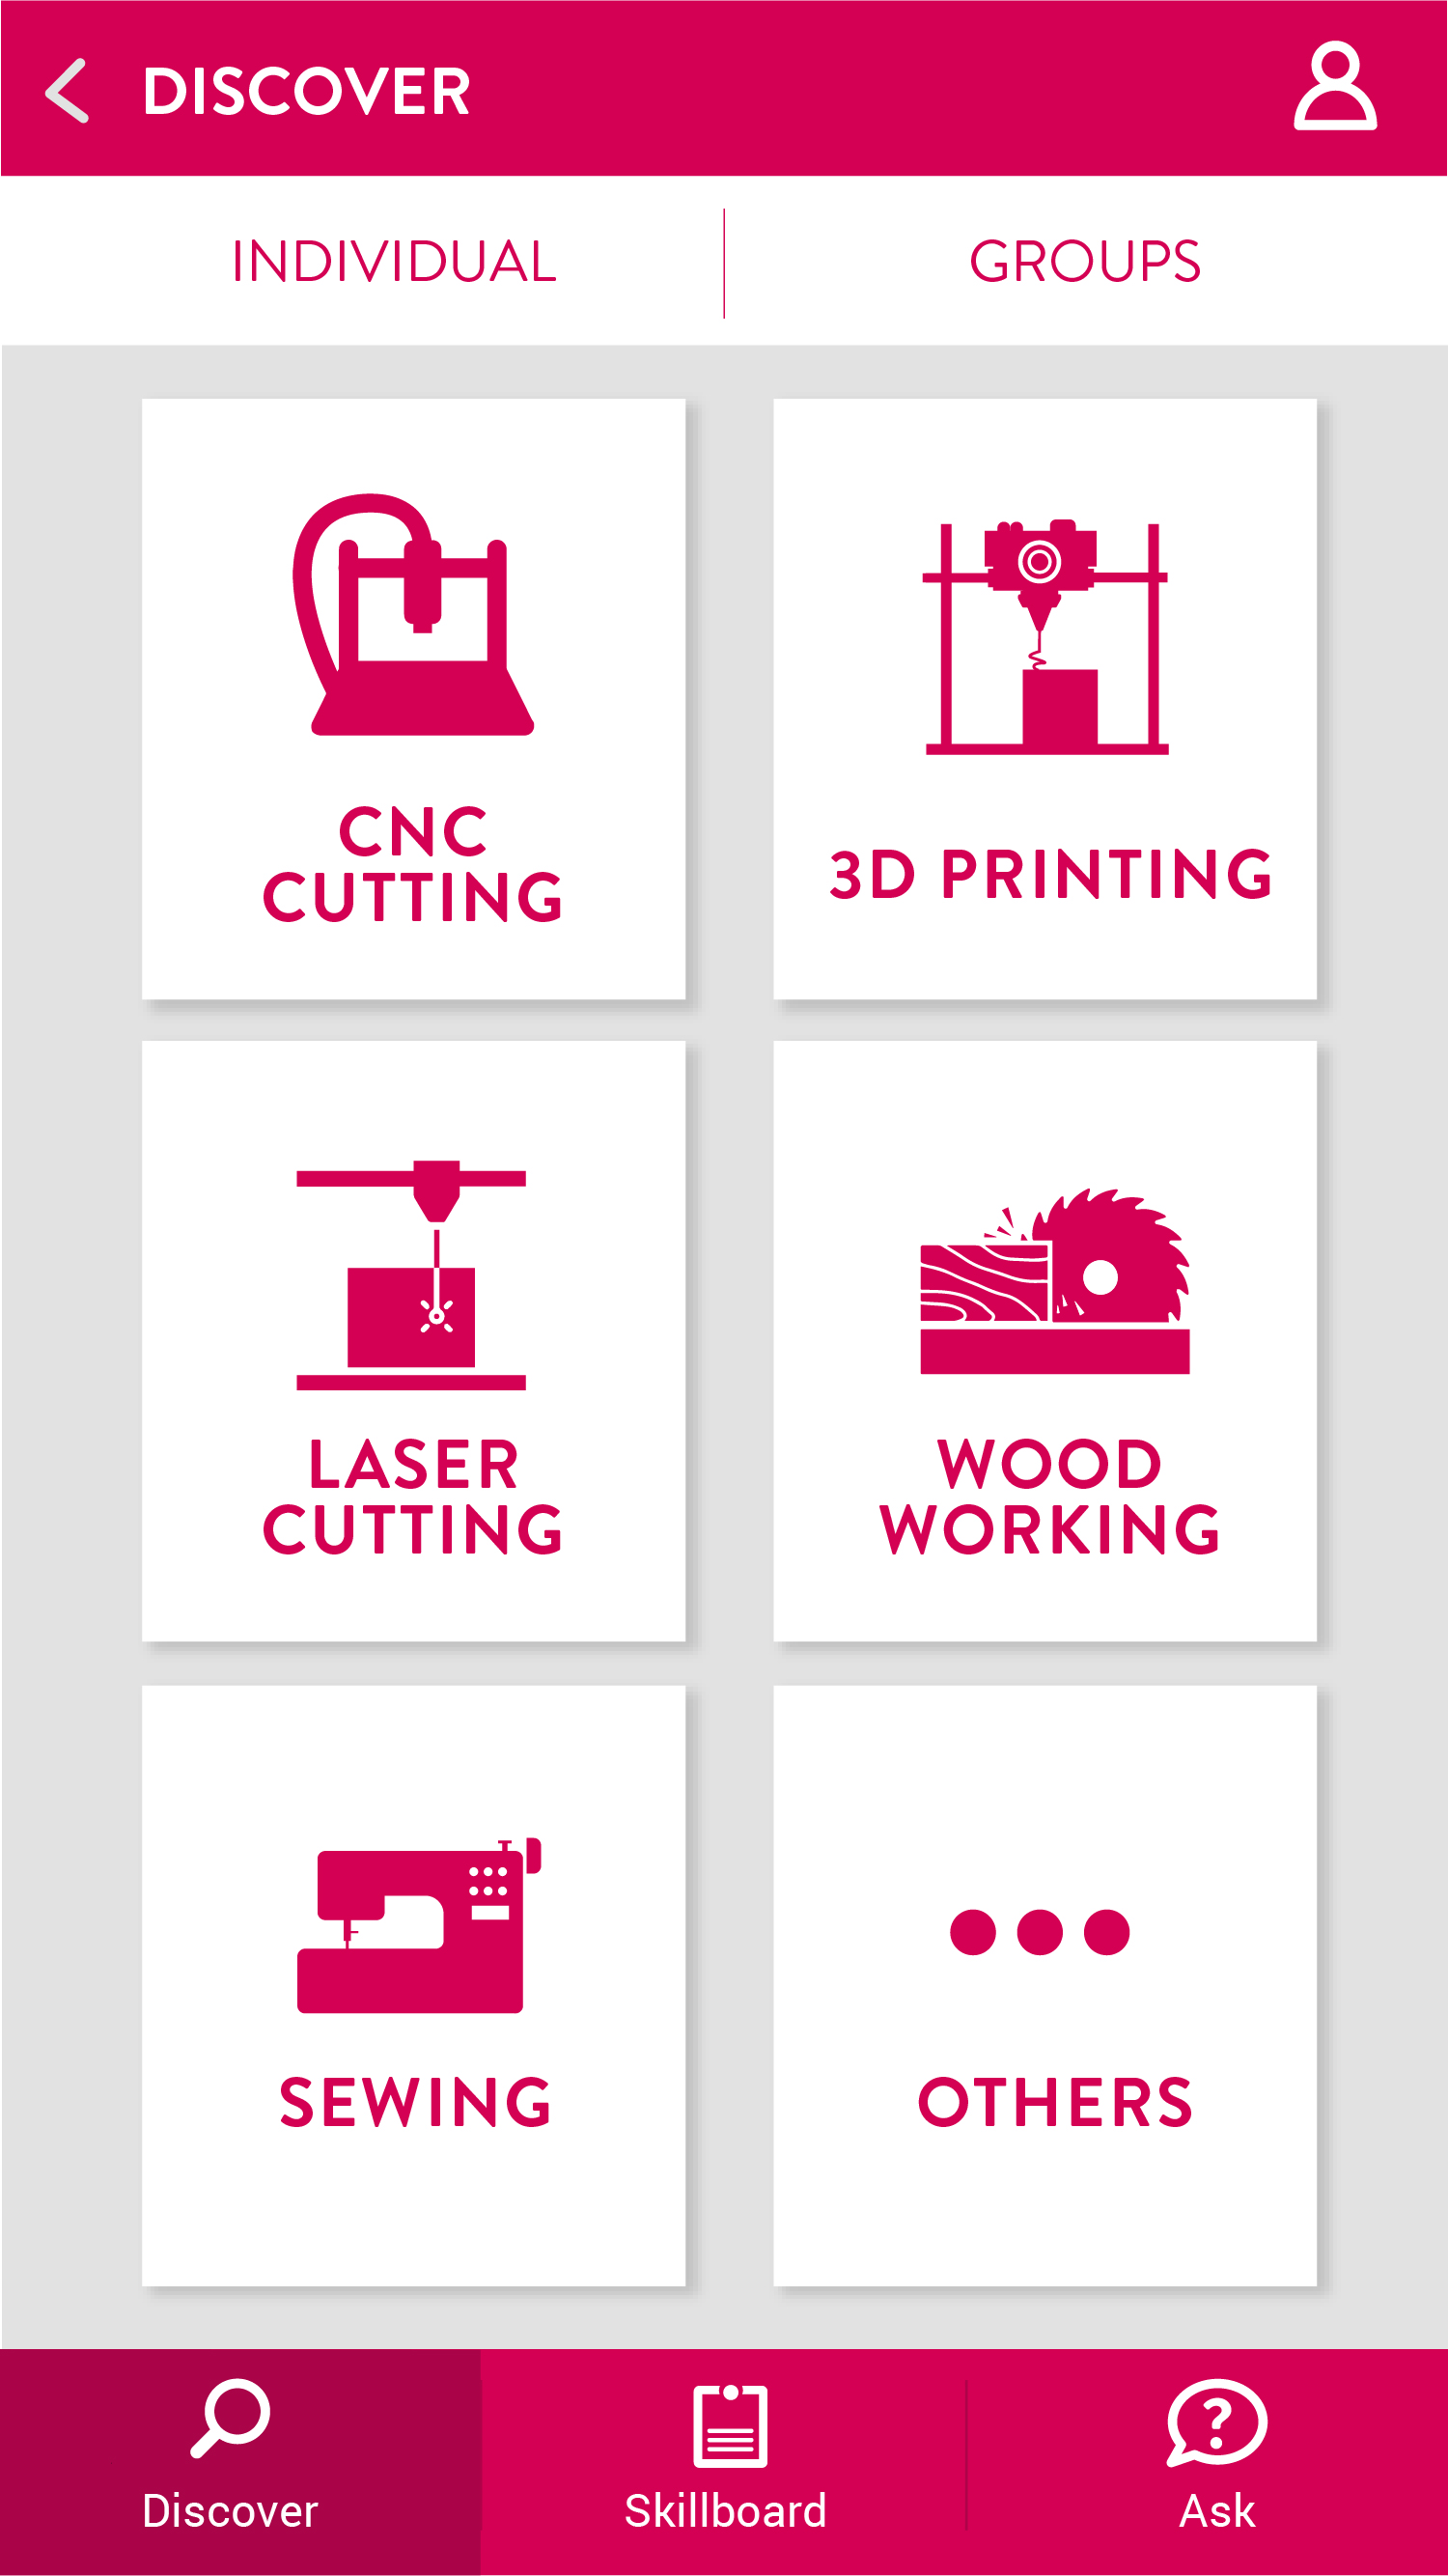 DISCOVER
INDIVIDUAL
GROUPS
CNC
CUTTING
3D PRINTING
LASER
CUTTING
WOOD
WORKING
SEWING
OTHERS
?
Discover
Skillboard
Ask